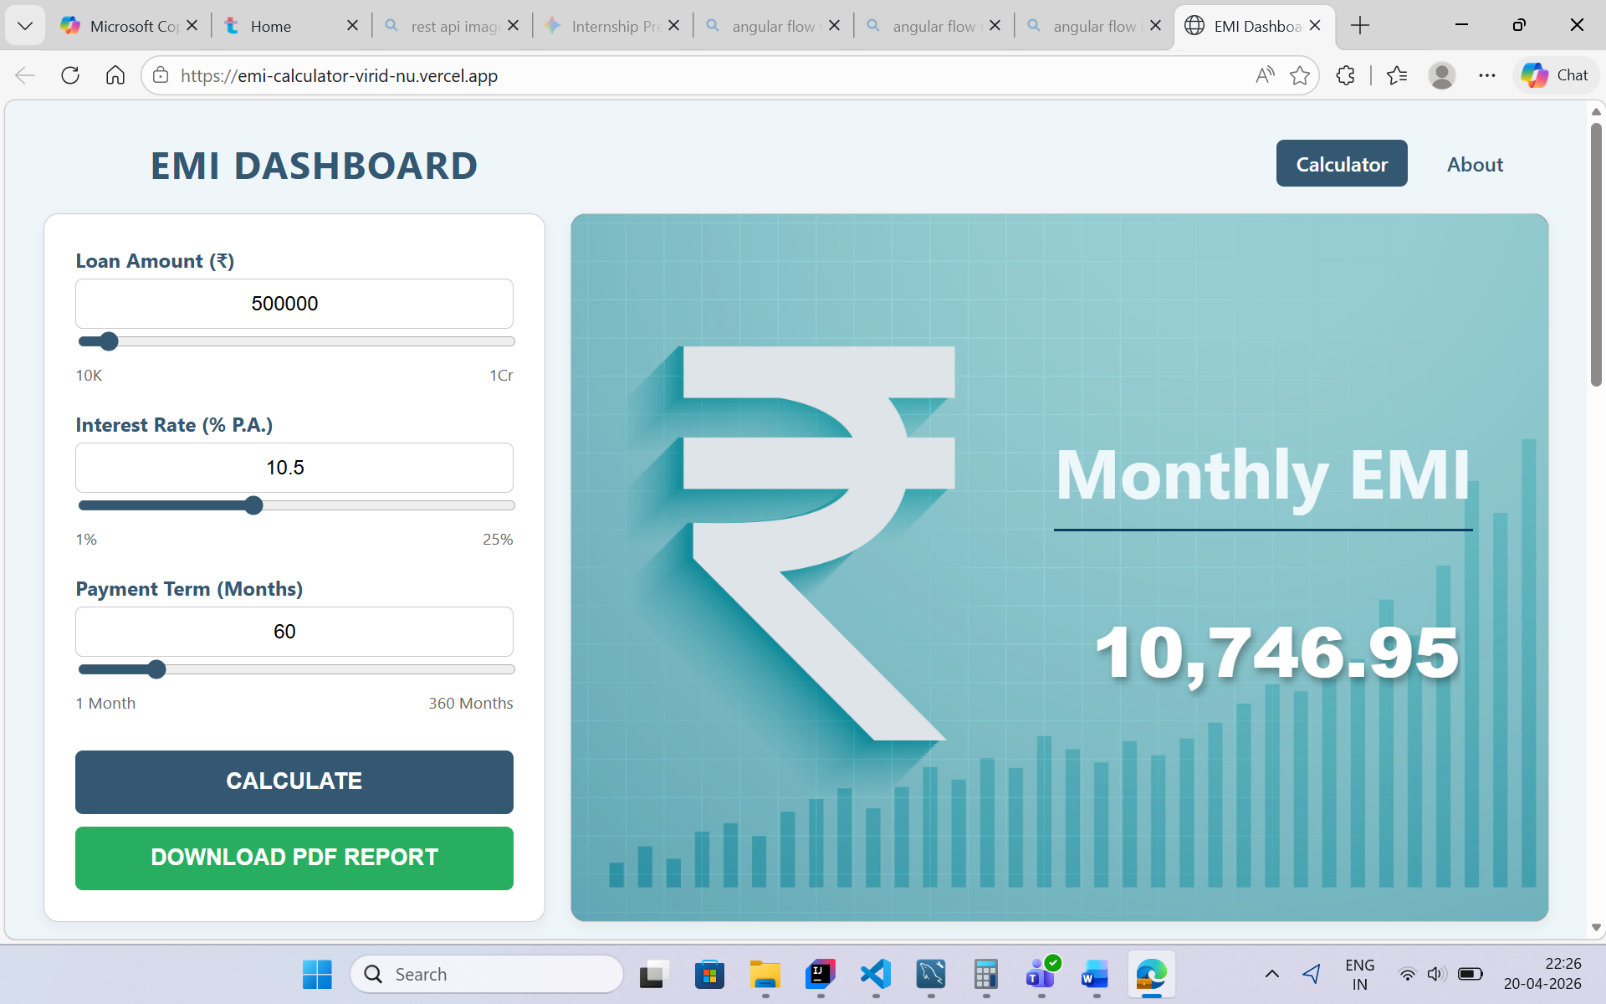 Microsoft Co
Home
rest api imag
Internship Pr
angular flow
angular flow
angular flow
EMI Dashboa
https://emi-calculator-virid-nu.vercel.app
Chat
EMI DASHBOARD
Calculator
About
Loan Amount (₹)
500000
10K
1Cr
Interest Rate (% P.A.)
10.5
1%
25%
Payment Term (Months)
60
1 Month
360 Months
CALCULATE
DOWNLOAD PDF REPORT
₹
Monthly EMI
10,746.95
Search
ENG
IN
22:26
20-04-2026